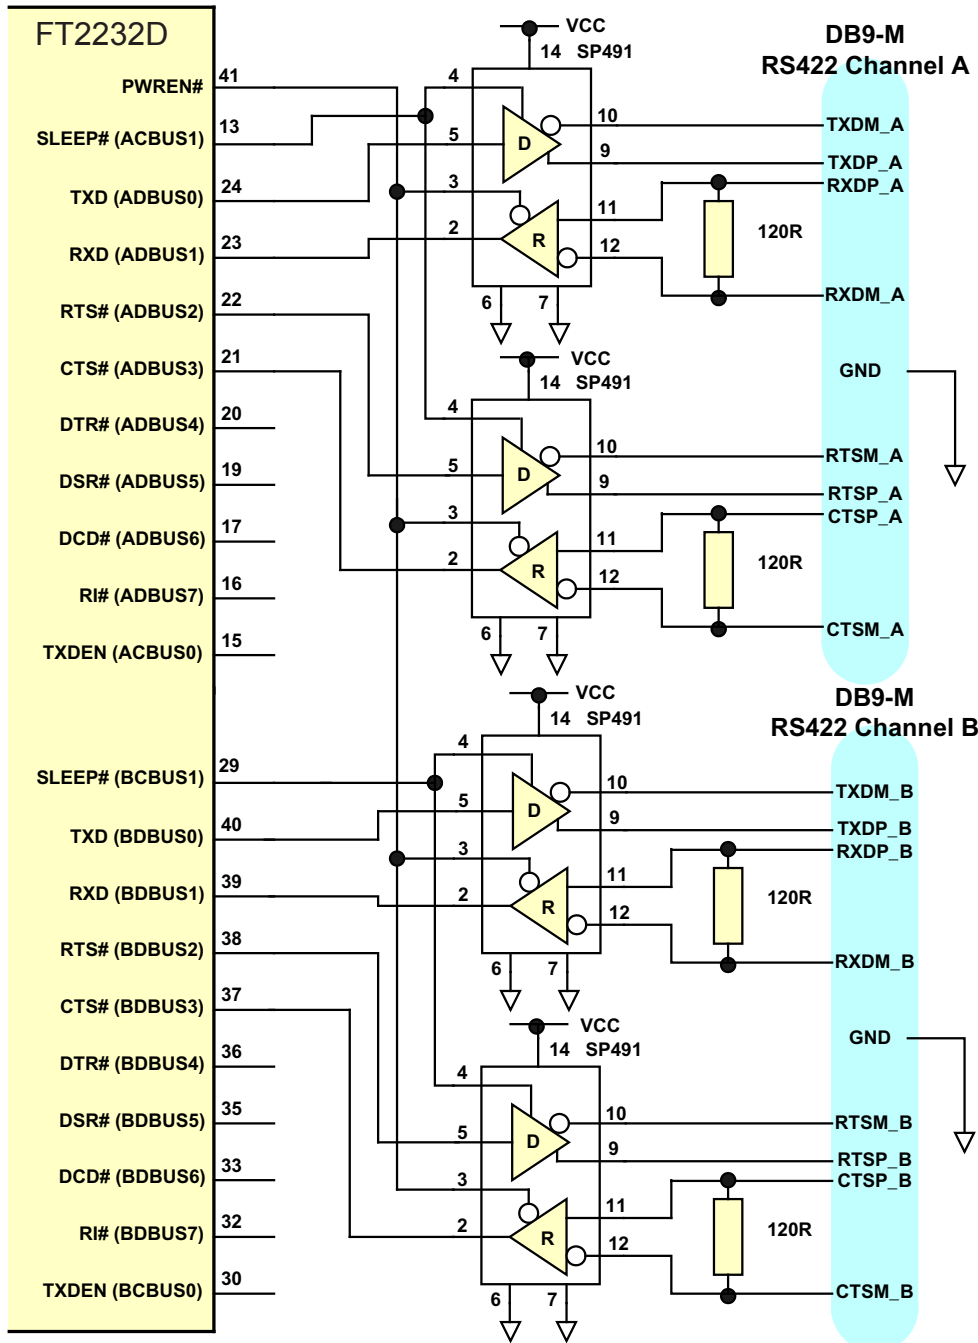 FT2232D
PWREN#
41
SLEEP# (ACBUS1)
13
TXD (ADBUS0)
24
RXD (ADBUS1)
23
RTS# (ADBUS2)
22
CTS# (ADBUS3)
21
DTR# (ADBUS4)
20
DSR# (ADBUS5)
19
DCD# (ADBUS6)
17
RI# (ADBUS7)
16
TXDEN (ACBUS0)
15
SLEEP# (BCBUS1)
29
TXD (BDBUS0)
40
RXD (BDBUS1)
39
RTS# (BDBUS2)
38
CTS# (BDBUS3)
37
DTR# (BDBUS4)
36
DSR# (BDBUS5)
35
DCD# (BDBUS6)
33
RI# (BDBUS7)
32
TXDEN (BCBUS0)
30
VCC
14 SP491
4
5
D
10
9
3
2
R
11
12
6
7
VCC
14 SP491
4
5
D
10
9
3
2
R
11
12
6
7
VCC
14 SP491
4
5
D
10
9
3
2
R
11
12
6
7
VCC
14 SP491
4
5
D
10
9
3
2
R
11
12
6
7
DB9-M
RS422 Channel A
TXDM_A
TXDP_A
RXDP_A
120R
RXDM_A
GND
RTSM_A
RTSP_A
CTSP_A
120R
CTSM_A
DB9-M
RS422 Channel B
TXDM_B
TXDP_B
RXDP_B
120R
RXDM_B
GND
RTSM_B
RTSP_B
CTSP_B
120R
CTSM_B